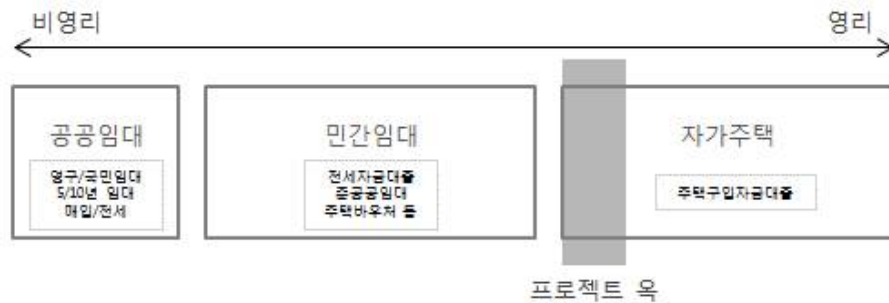 비영리
영리
공공임대
영구/국민임대
5/10년 임대
매입/전세
민간임대
전세자금대출
준공공임대
주택바우처 등
자가주택
주택구입자금대출
프로젝트 옥